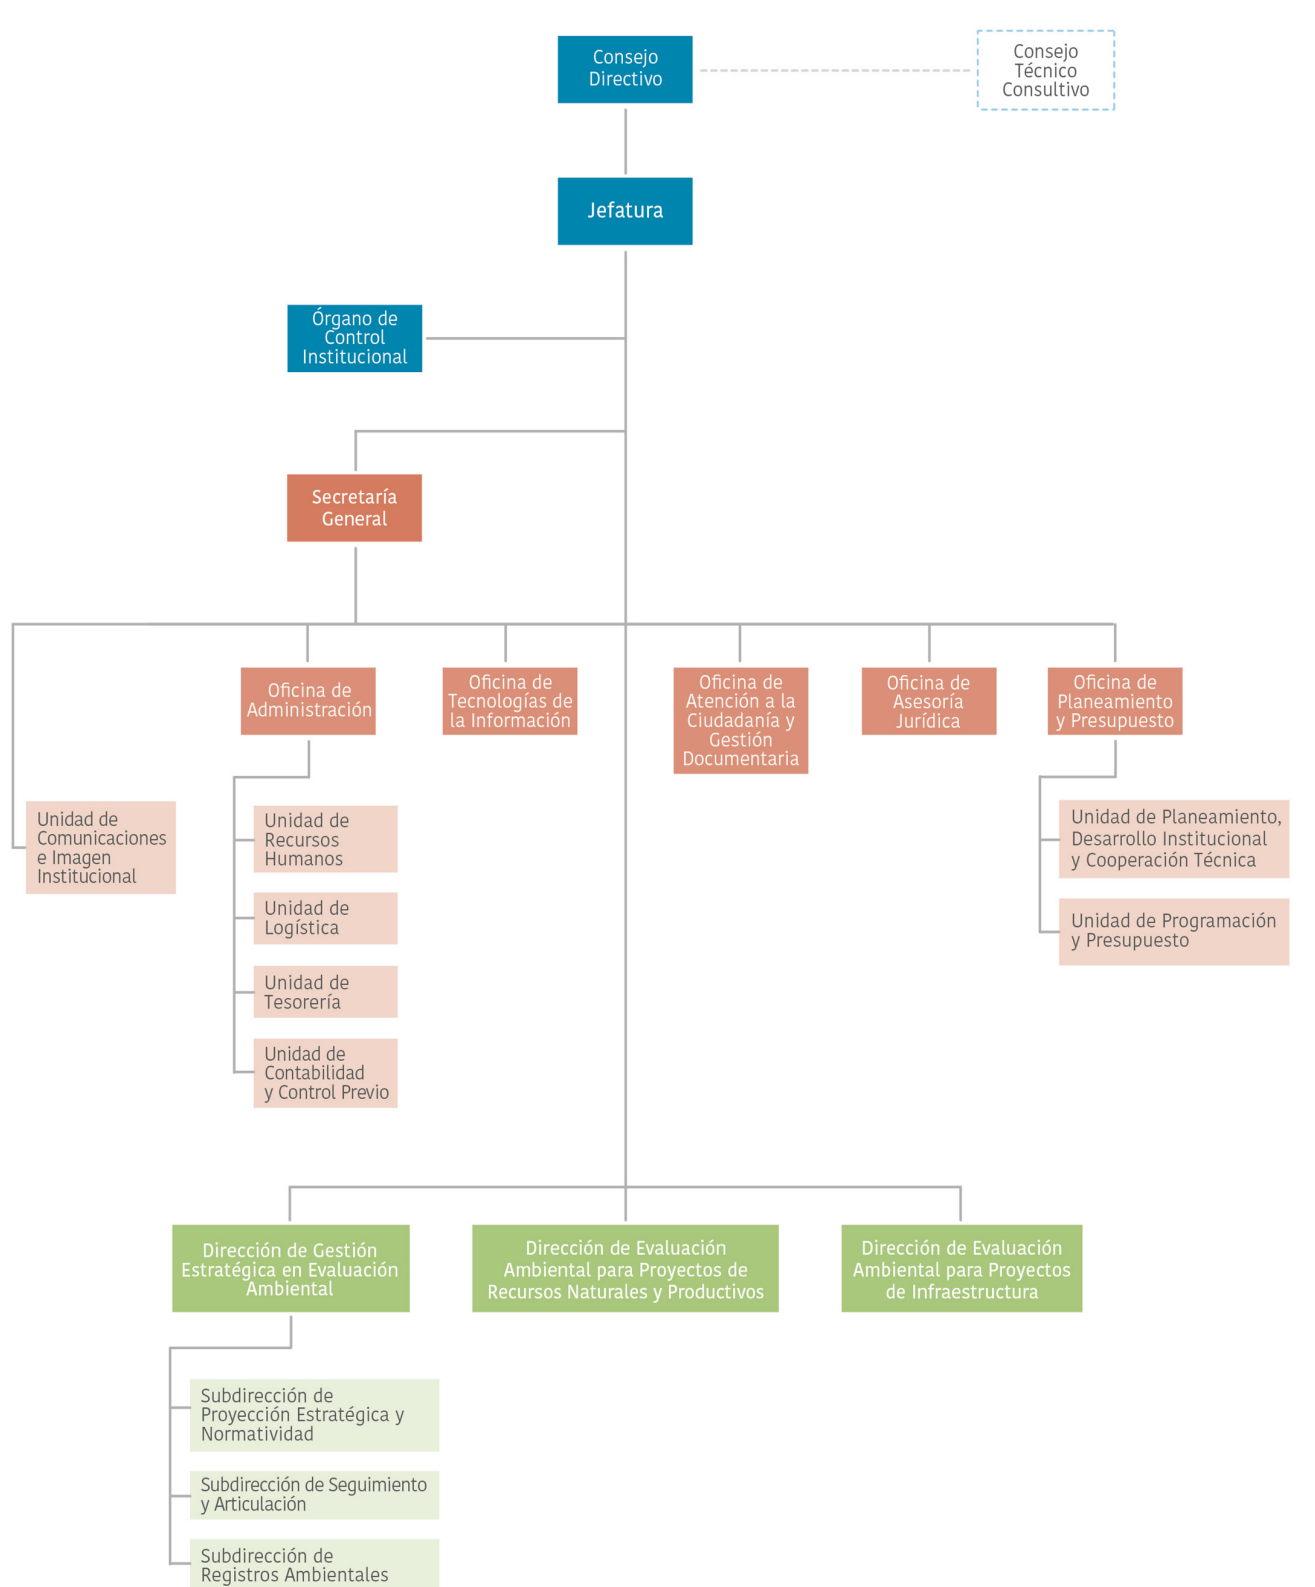 Consejo
Directivo
Consejo
Técnico
Consultivo
Jefatura
Órgano de
Control
Institucional
Secretaría
General
Oficina de
Administración
Oficina de
Tecnologías de
la Información
Oficina de
Atención a la
Ciudadanía y
Gestión
Documentaria
Oficina de
Asesoría
Jurídica
Oficina de
Planeamiento
y Presupuesto
Unidad de
Comunicaciones
e Imagen
Institucional
Unidad de
Recursos
Humanos
Unidad de
Logística
Unidad de
Tesorería
Unidad de
Contabilidad
y Control Previo
Unidad de Planeamiento,
Desarrollo Institucional
y Cooperación Técnica
Unidad de Programación
y Presupuesto
Dirección de Gestión
Estratégica en Evaluación
Ambiental
Dirección de Evaluación
Ambiental para Proyectos de
Recursos Naturales y Productivos
Dirección de Evaluación
Ambiental para Proyectos
de Infraestructura
Subdirección de
Proyección Estratégica y
Normatividad
Subdirección de Seguimiento
y Articulación
Subdirección de
Registros Ambientales